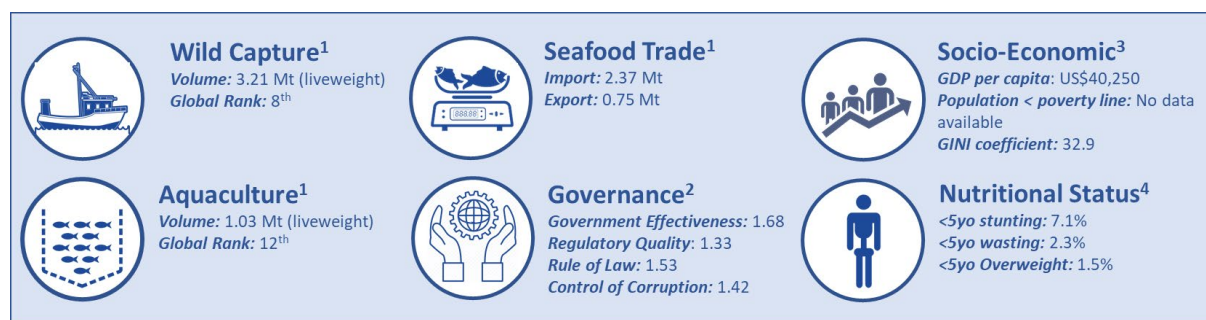 Wild Capture¹
Volume: 3.21 Mt (liveweight)
Global Rank: 8ᵗʰ
Seafood Trade¹
Import: 2.37 Mt
Export: 0.75 Mt
Socio-Economic³
GDP per capita: US$40,250
Population < poverty line: No data
available
GINI coefficient: 32.9
Aquaculture¹
Volume: 1.03 Mt (liveweight)
Global Rank: 12ᵗʰ
Governance²
Government Effectiveness: 1.68
Regulatory Quality: 1.33
Rule of Law: 1.53
Control of Corruption: 1.42
Nutritional Status⁴
<5yo stunting: 7.1%
<5yo wasting: 2.3%
<5yo Overweight: 1.5%